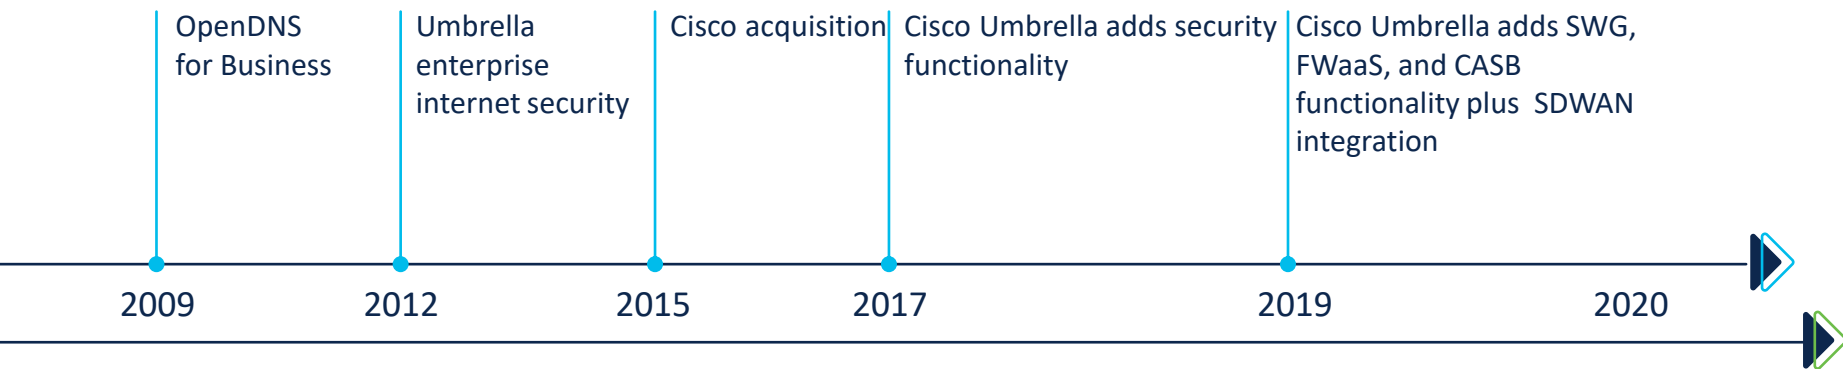 OpenDNS
for Business
Umbrella
enterprise
internet security
Cisco acquisition
Cisco Umbrella adds security
functionality
Cisco Umbrella adds SWG,
FWaaS, and CASB
functionality plus  SDWAN
integration
2009
2012
2015
2017
2019
2020